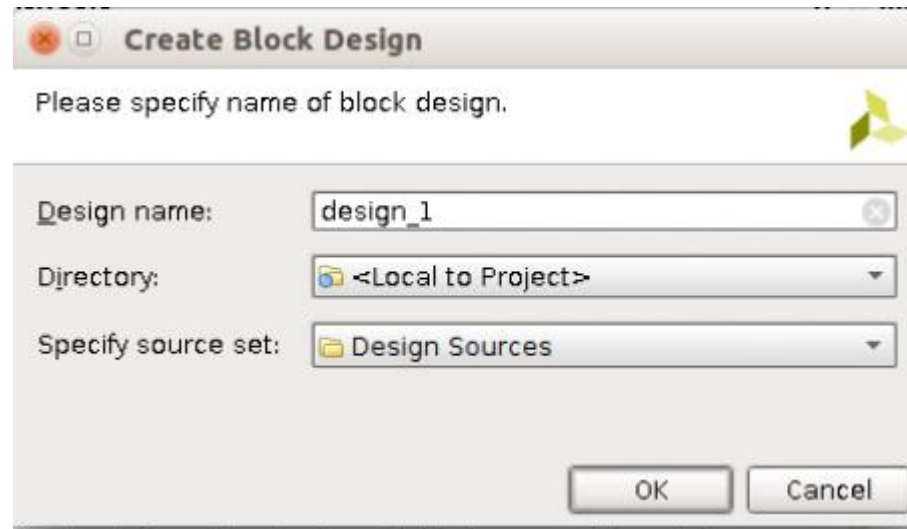 Create Block Design
Please specify name of block design.
Design name: design_1
Directory: <Local to Project>
Specify source set: Design Sources
OK Cancel